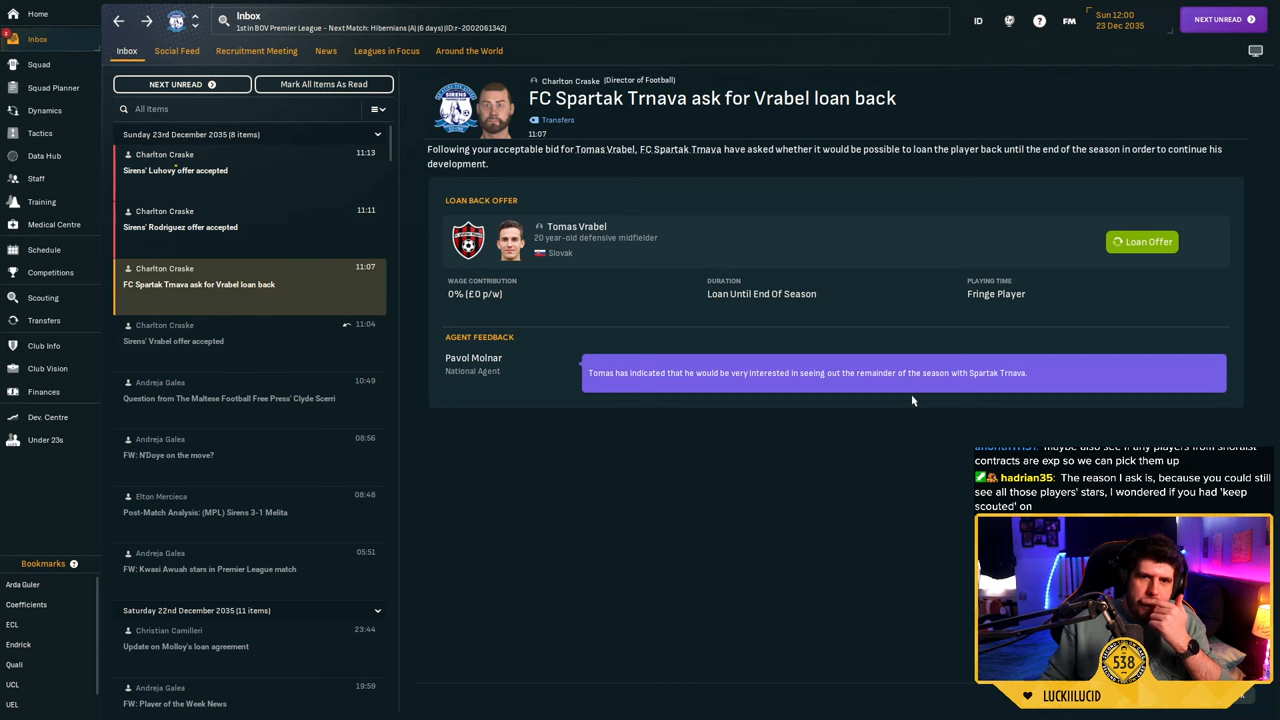 Home
2
Inbox
Squad
Squad Planner
Dynamics
Tactics
Data Hub
Staff
Training
Medical Centre
Schedule
Competitions
Scouting
Transfers
Club Info
Club Vision
Finances
Dev. Centre
Under 23s
Bookmarks ?
Arda Guler
Coefficients
ECL
Endrick
Quali
UCL
UEL
Inbox
1st in BOV Premier League - Next Match: Hibernians (A) (6 days) (ID:r-2002061342)
ID
?
FM
Sun 12:00
23 Dec 2035
NEXT UNREAD
Inbox
Social Feed
Recruitment Meeting
News
Leagues in Focus
Around the World
NEXT UNREAD
Mark All Items As Read
All Items
Sunday 23rd December 2035 (8 items)
Charlton Craske 11:13
Sirens' Luhovy offer accepted
Charlton Craske 11:11
Sirens' Rodriguez offer accepted
Charlton Craske 11:07
FC Spartak Trnava ask for Vrabel loan back
Charlton Craske 11:04
Sirens' Vrabel offer accepted
Andreja Galea 10:49
Question from The Maltese Football Free Press' Clyde Scerri
Andreja Galea 08:56
FW: N'Doye on the move?
Elton Mercieca 08:48
Post-Match Analysis: (MPL) Sirens 3-1 Melita
Andreja Galea 05:51
FW: Kwasi Awuah stars in Premier League match
Saturday 22nd December 2035 (11 items)
Christian Camilleri 23:44
Update on Molloy's loan agreement
Andreja Galea 19:59
FW: Player of the Week News
SIRENS
Charlton Craske (Director of Football)
FC Spartak Trnava ask for Vrabel loan back
Transfers
11:07
Following your acceptable bid for Tomas Vrabel, FC Spartak Trnava have asked whether it would be possible to loan the player back until the end of the season in order to continue his
development.
LOAN BACK OFFER
Tomas Vrabel
20 year-old defensive midfielder
Slovak
Loan Offer
WAGE CONTRIBUTION
0% (£0 p/w)
DURATION
Loan Until End Of Season
PLAYING TIME
Fringe Player
AGENT FEEDBACK
Pavol Molnar
National Agent
Tomas has indicated that he would be very interested in seeing out the remainder of the season with Spartak Trnava.
maybe also see if any players from shortlist
contracts are exp so we can pick them up
hadrian35: The reason I ask is, because you could still
see all those players' stars, I wondered if you had 'keep
scouted' on
538
LUCKIILUCID